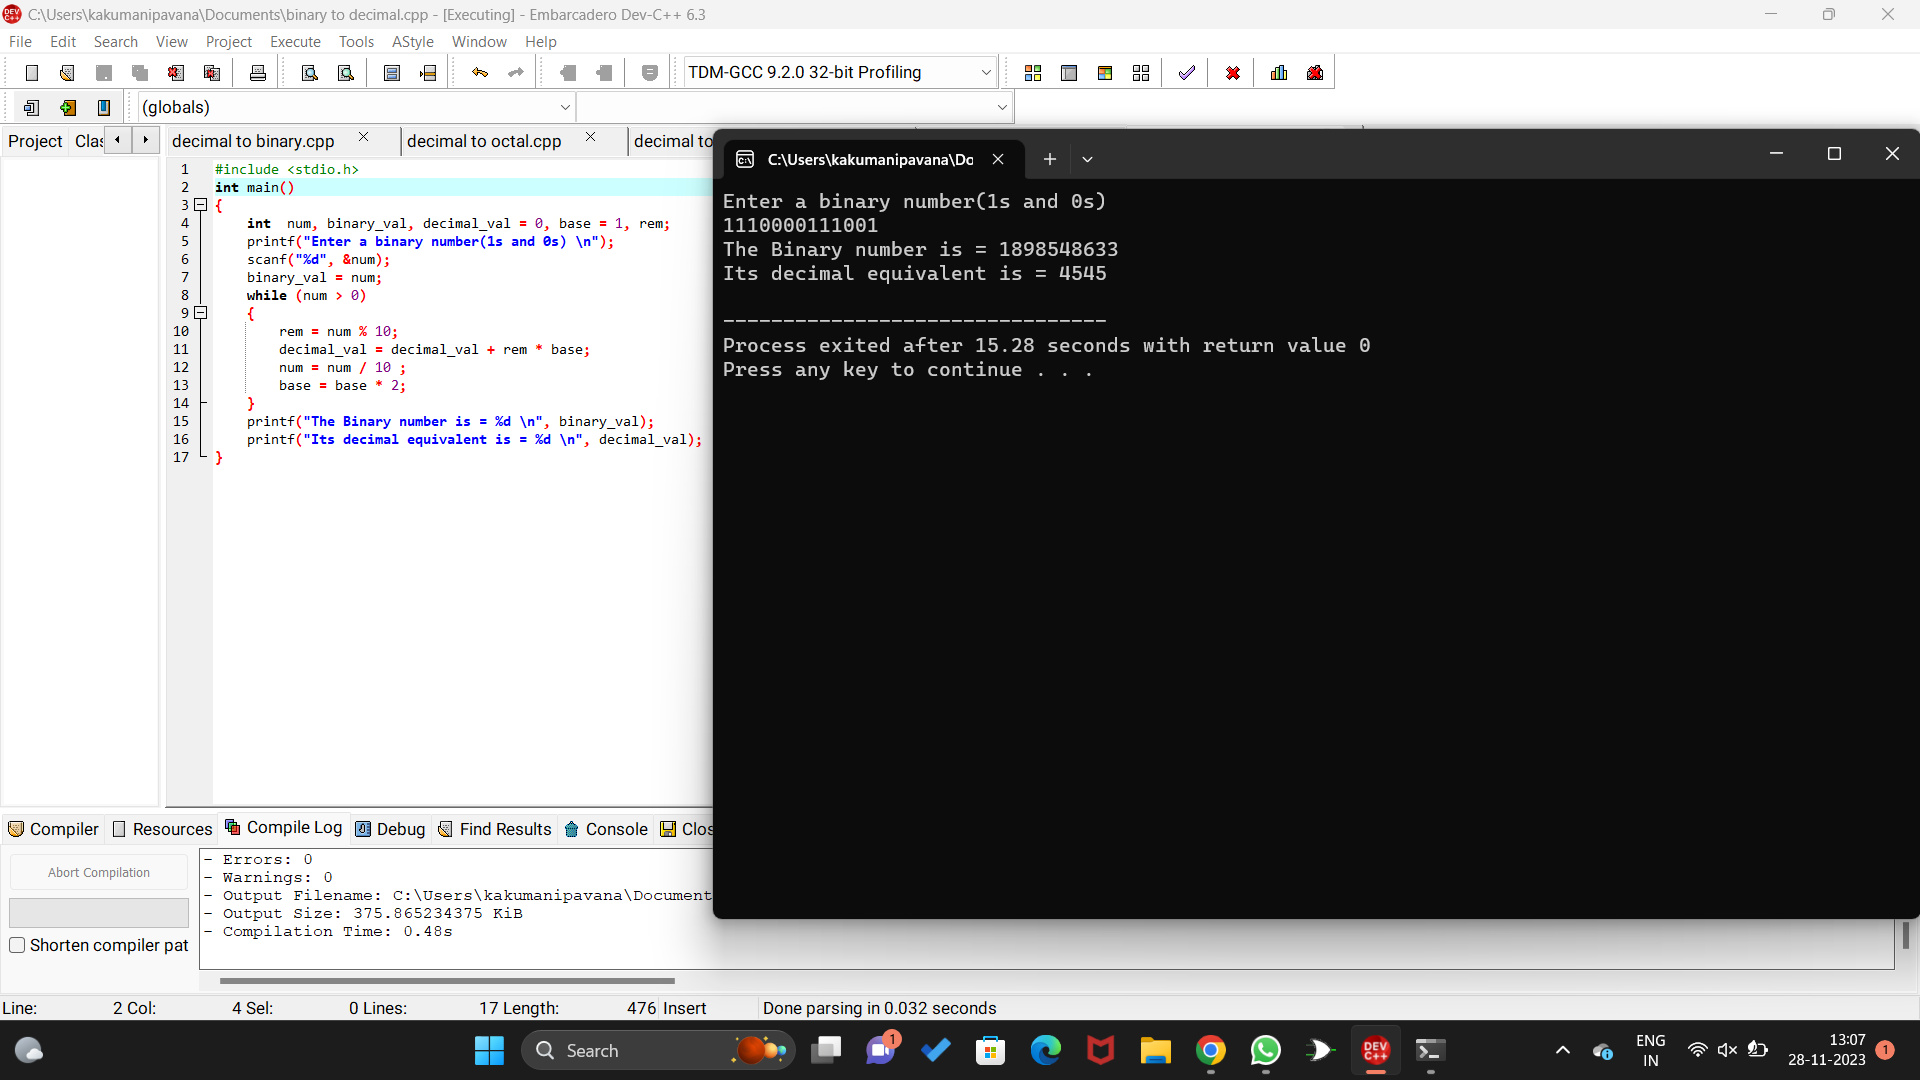 C:\Users\kakumanipavana\Documents\binary to decimal.cpp - [Executing] - Embarcadero Dev-C++ 6.3
File Edit Search View Project Execute Tools AStyle Window Help
TDM-GCC 9.2.0 32-bit Profiling
(globals)
Project Clas decimal to binary.cpp decimal to octal.cpp decimal to
1 #include <stdio.h>
2 int main()
3 {
4 int  num, binary_val, decimal_val = 0, base = 1, rem;
5 printf("Enter a binary number(1s and 0s) \n");
6 scanf("%d", &num);
7 binary_val = num;
8 while (num > 0)
9 {
10 rem = num % 10;
11 decimal_val = decimal_val + rem * base;
12 num = num / 10 ;
13 base = base * 2;
14 }
15 printf("The Binary number is = %d \n", binary_val);
16 printf("Its decimal equivalent is = %d \n", decimal_val);
17 }
C:\Users\kakumanipavana\Do
Enter a binary number(1s and 0s)
1110000111001
The Binary number is = 1898548633
Its decimal equivalent is = 4545
--------------------------------
Process exited after 15.28 seconds with return value 0
Press any key to continue . . .
Compiler Resources Compile Log Debug Find Results Console Clos
Abort Compilation
Shorten compiler pat
- Errors: 0
- Warnings: 0
- Output Filename: C:\Users\kakumanipavana\Document
- Output Size: 375.865234375 KiB
- Compilation Time: 0.48s
Line: 2 Col: 4 Sel: 0 Lines: 17 Length: 476 Insert Done parsing in 0.032 seconds
Search
1
DEV C++
ENG
IN
13:07
28-11-2023
1